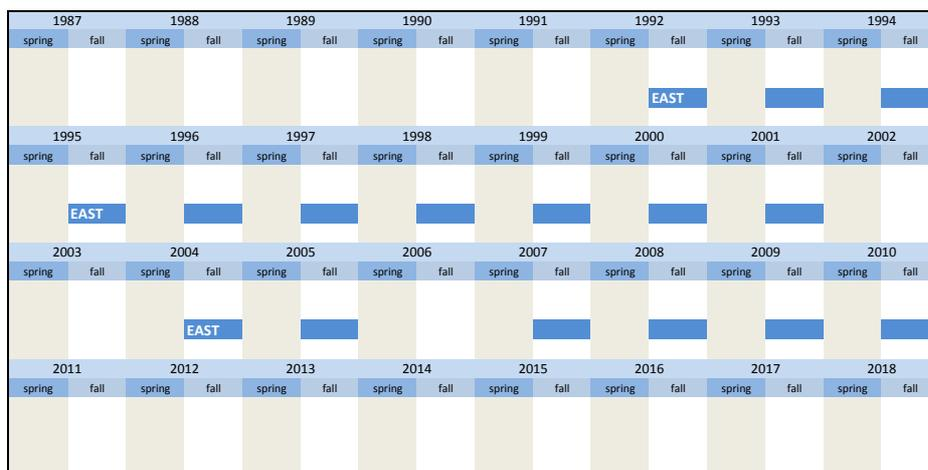 1987 1988 1989 1990 1991 1992 1993 1994
spring fall spring fall spring fall spring fall spring fall spring fall spring fall spring fall
EAST
1995 1996 1997 1998 1999 2000 2001 2002
spring fall spring fall spring fall spring fall spring fall spring fall spring fall spring fall
EAST
2003 2004 2005 2006 2007 2008 2009 2010
spring fall spring fall spring fall spring fall spring fall spring fall spring fall spring fall
EAST
2011 2012 2013 2014 2015 2016 2017 2018
spring fall spring fall spring fall spring fall spring fall spring fall spring fall spring fall